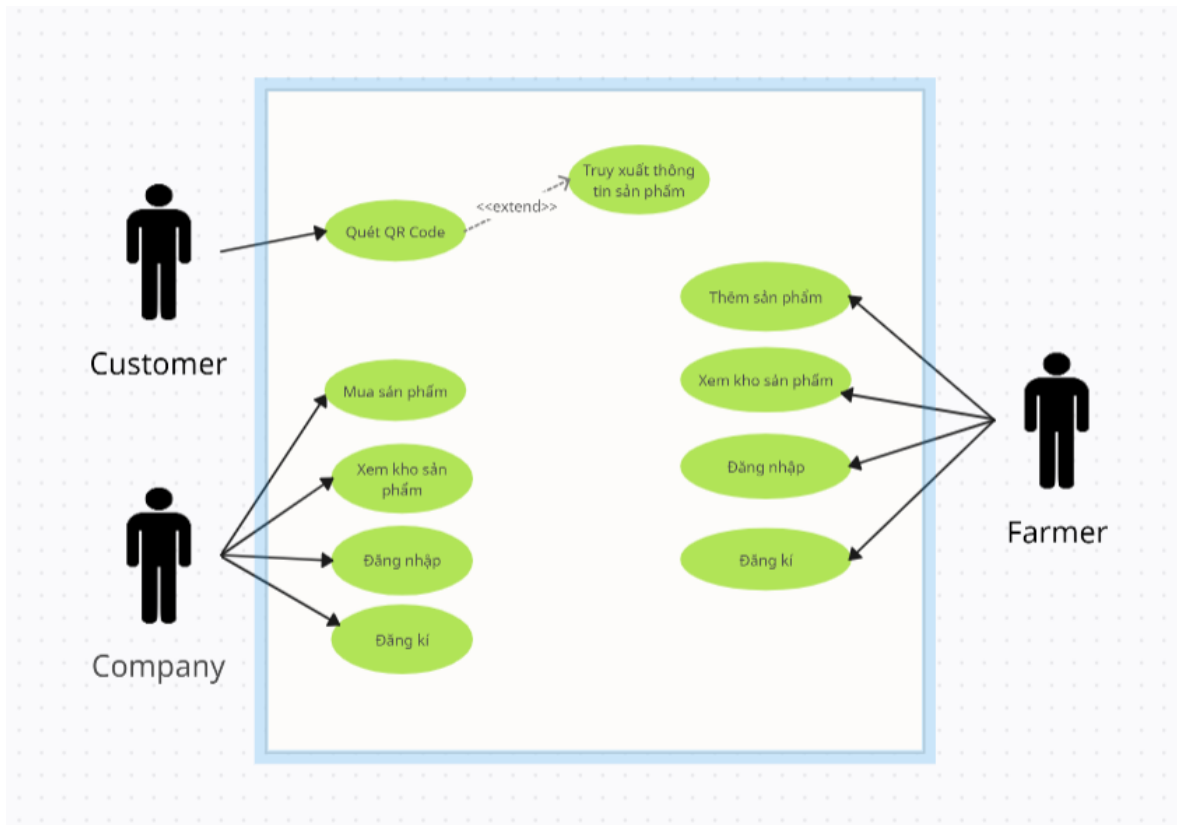 Truy xuất thông
tin sản phẩm
<<extend>>
Quét QR Code
Customer
Thêm sản phẩm
Xem kho sản phẩm
Đăng nhập
Đăng kí
Farmer
Mua sản phẩm
Xem kho sản
phẩm
Đăng nhập
Đăng kí
Company